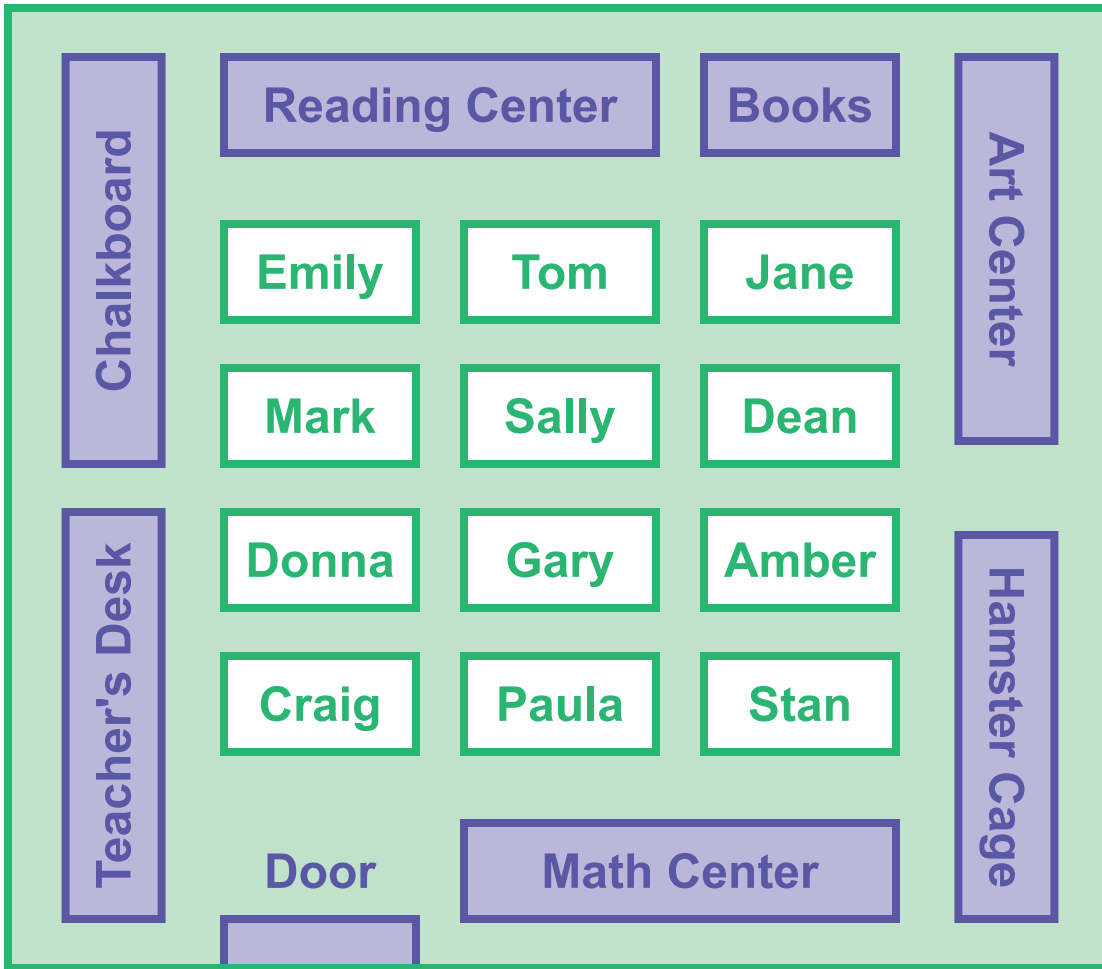 Chalkboard
Reading Center
Books
Art Center
Emily
Tom
Jane
Mark
Sally
Dean
Teacher's Desk
Donna
Gary
Amber
Hamster Cage
Craig
Paula
Stan
Door
Math Center